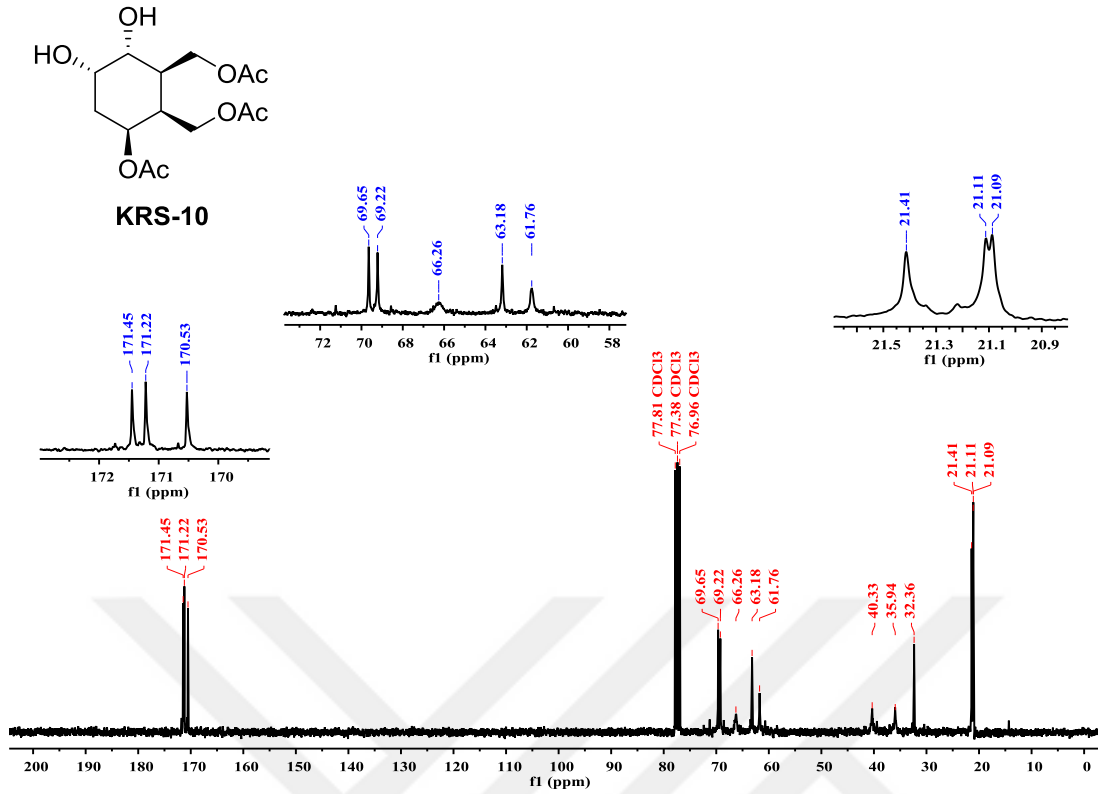 OH
HO
OAc
OAc
OAc
KRS-10
69.65
69.22
66.26
63.18
61.76
72 70 68 66 64 62 60 58
f1 (ppm)
21.41
21.11
21.09
21.5 21.3 21.1 20.9
f1 (ppm)
171.45
171.22
170.53
172 171 170
f1 (ppm)
77.81 CDCl3
77.38 CDCl3
76.96 CDCl3
171.45
171.22
170.53
69.65
69.22
66.26
63.18
61.76
40.33
35.94
32.36
21.41
21.11
21.09
200 190 180 170 160 150 140 130 120 110 100 90 80 70 60 50 40 30 20 10 0
f1 (ppm)